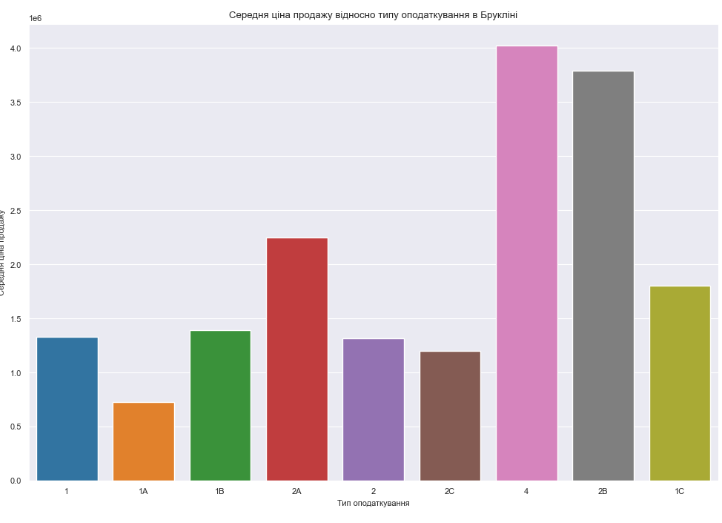 Середня ціна продажу відносно типу оподаткування в Брукліні
1e6
4.0
3.5
3.0
2.5
2.0
1.5
1.0
0.5
0.0
Середня ціна продажу
1 1A 1B 2A 2 2C 4 2B 1C
Тип оподаткування